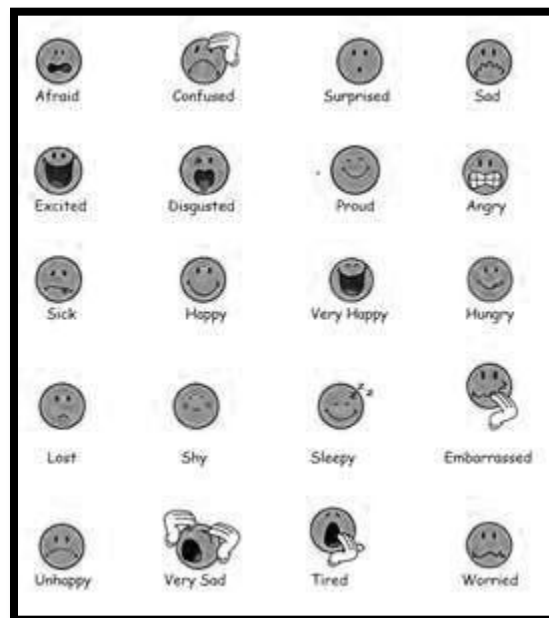 Afraid Confused Surprised Sad
Excited Disgusted Proud Angry
Sick Happy Very Happy Hungry
z z z
Lost Shy Sleepy Embarrassed
Unhappy Very Sad Tired Worried